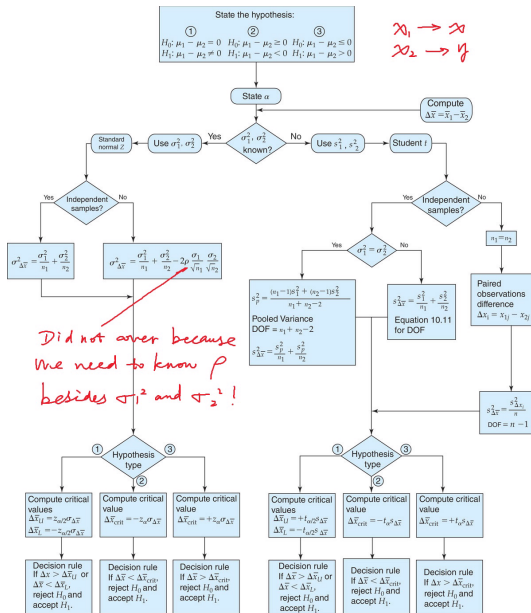 State the hypothesis:
① ② ③
H₀: μ₁ − μ₂ = 0 H₀: μ₁ − μ₂ ≥ 0 H₀: μ₁ − μ₂ ≤ 0
H₁: μ₁ − μ₂ ≠ 0 H₁: μ₁ − μ₂ < 0 H₁: μ₁ − μ₂ > 0
x₁ → x
x₂ → y
State α
Compute
Δx̄ = x̄₁ − x̄₂
Standard
normal Z
Use σ₁², σ₂²
Yes
σ₁², σ₂²
known?
No
Use s₁², s₂²
Student t
Yes
Independent
samples?
No
σ²Δx̄ = σ₁²/n₁ + σ₂²/n₂
σ²Δx̄ = σ₁²/n₁ + σ₂²/n₂ − 2ρ σ₁/√n₁ σ₂/√n₂
Did not cover because
we need to know ρ
besides σ₁² and σ₂²!
Yes
Independent
samples?
No
Yes
σ₁² = σ₂²
No
n₁ = n₂
s²p = (n₁−1)s₁² + (n₂−1)s₂² / n₁ + n₂ − 2
Pooled Variance
DOF = n₁ + n₂ − 2
s²Δx̄ = s²p/n₁ + s²p/n₂
s²Δx̄ = s₁²/n₁ + s₂²/n₂
Equation 10.11
for DOF
Paired
observations
difference
Δxᵢ = x₁ⱼ − x₂ⱼ
s²Δx̄ = s²Δxᵢ/n
DOF = n − 1
① Hypothesis ③
type
②
Compute critical
values
Δx̄U = zα/2σΔx̄
Δx̄L = −zα/2σΔx̄
Compute critical
value
Δx̄crit = −zασΔx̄
Compute critical
value
Δx̄crit = +zασΔx̄
Decision rule
If Δx > Δx̄U or
Δx̄ < Δx̄L,
reject H₀ and
accept H₁.
Decision rule
If Δx̄ < Δx̄crit,
reject H₀ and
accept H₁.
Decision rule
If Δx̄ > Δx̄crit,
reject H₀ and
accept H₁.
① Hypothesis ③
type
②
Compute critical
values
Δx̄U = +tα/2sΔx̄
Δx̄L = −tα/2sΔx̄
Compute critical
value
Δx̄crit = −tαsΔx̄
Compute critical
value
Δx̄crit = +tαsΔx̄
Decision rule
If Δx > Δx̄U or
Δx̄ < Δx̄L,
reject H₀ and
accept H₁.
Decision rule
If Δx̄ < Δx̄crit,
reject H₀ and
accept H₁.
Decision rule
If Δx > Δx̄crit,
reject H₀ and
accept H₁.